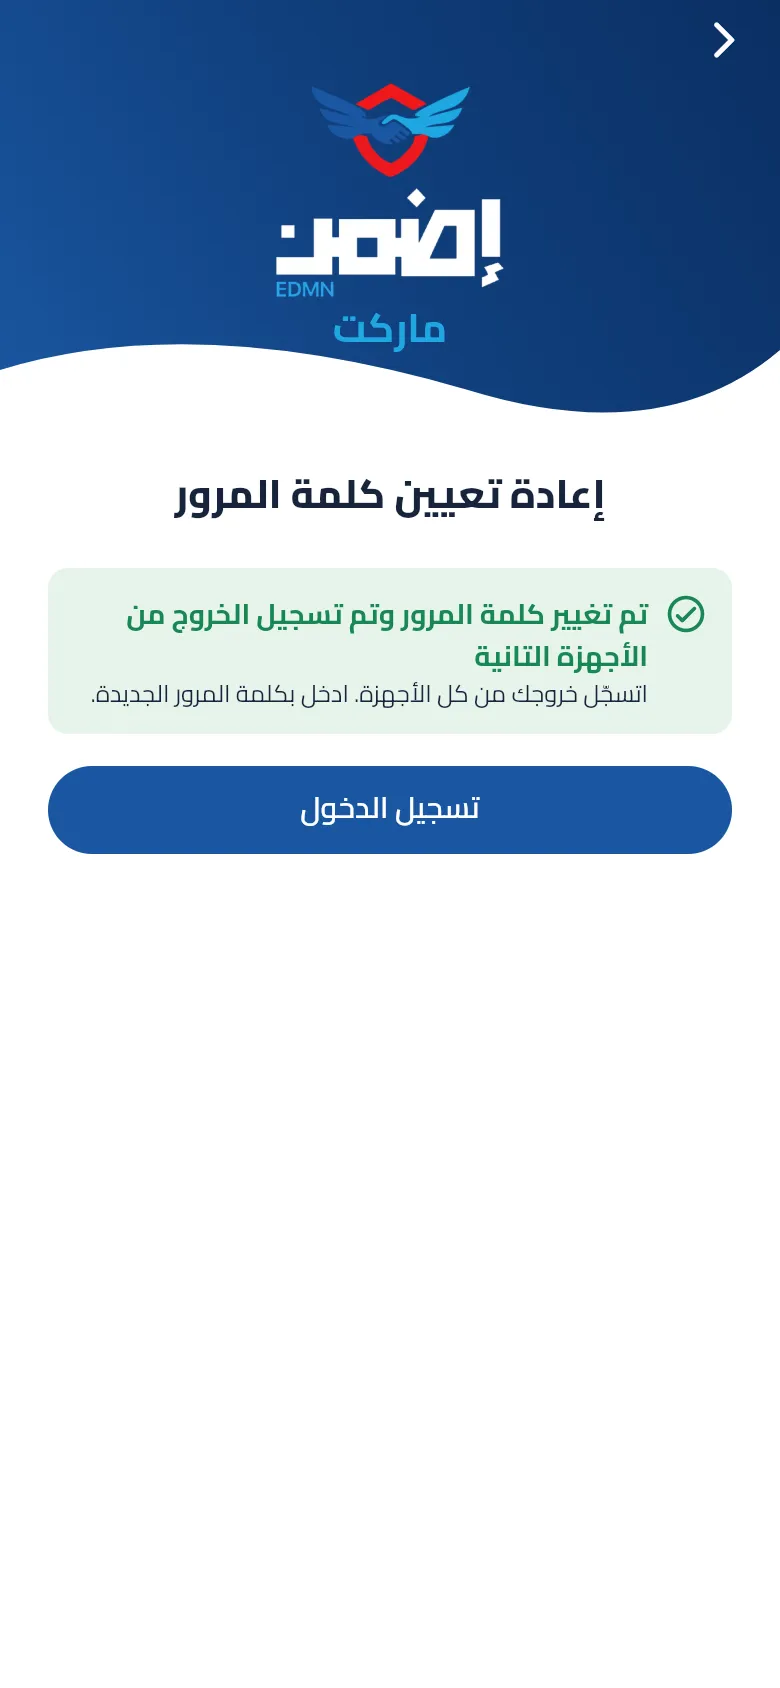 إضمن
EDMN
ماركت
إعادة تعيين كلمة المرور
تم تغيير كلمة المرور وتم تسجيل الخروج من
الأجهزة التانية
اتسجّل خروجك من كل الأجهزة. ادخل بكلمة المرور الجديدة.
تسجيل الدخول